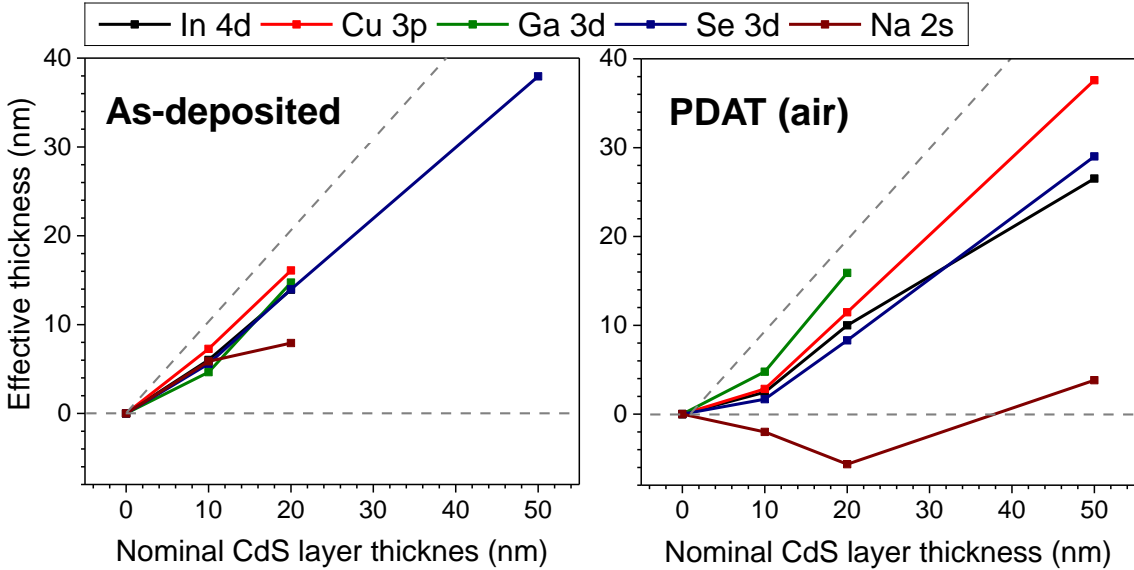 In 4d Cu 3p Ga 3d Se 3d Na 2s
As-deposited
PDAT (air)
Effective thickness (nm)
40
30
20
10
0
0 10 20 30 40 50
Nominal CdS layer thicknes (nm)
40
30
20
10
0
0 10 20 30 40 50
Nominal CdS layer thickness (nm)